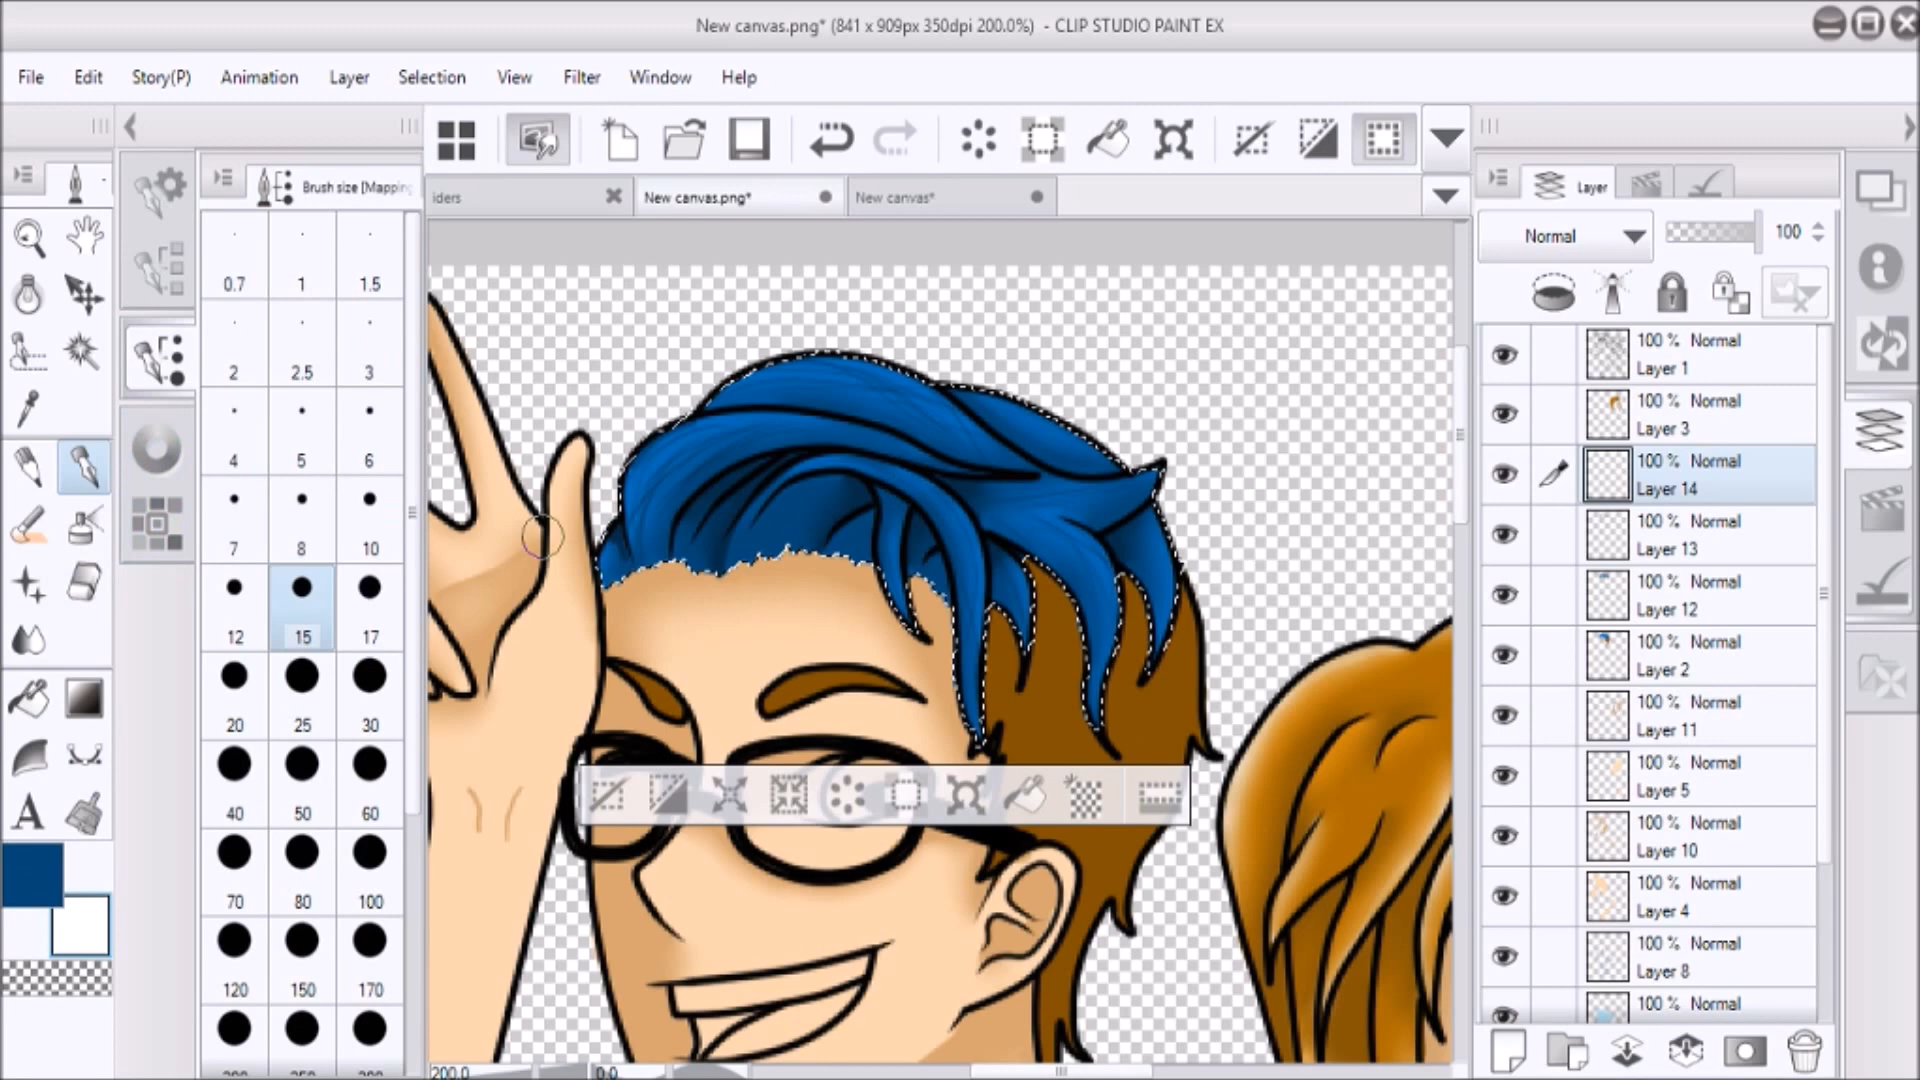 New canvas.png* (841 x 909px 350dpi 200.0%) - CLIP STUDIO PAINT EX
File Edit Story(P) Animation Layer Selection View Filter Window Help
Brush size [Mapping
iders New canvas.png* New canvas*
Layer
Normal 100
0.7 1 1.5
2 2.5 3
4 5 6
7 8 10
12 15 17
20 25 30
40 50 60
70 80 100
120 150 170
A
100 % Normal
Layer 1
100 % Normal
Layer 3
100 % Normal
Layer 14
100 % Normal
Layer 13
100 % Normal
Layer 12
100 % Normal
Layer 2
100 % Normal
Layer 11
100 % Normal
Layer 5
100 % Normal
Layer 10
100 % Normal
Layer 4
100 % Normal
Layer 8
100 % Normal
200.0 0.0